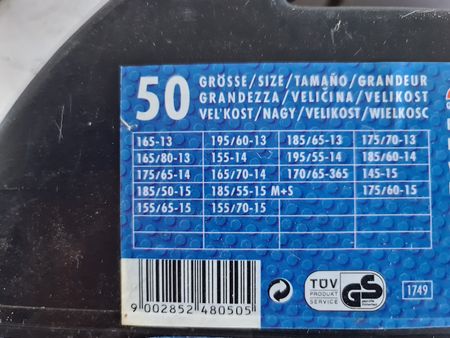 50
GRÖSSE/SIZE/TAMAÑO/GRANDEUR
GRANDEZZA/VELIČINA/VELIKOST
VEL'KOST/NAGY/VELIKOST/WIELKOSC
165-13 195/60-13 185/65-13 175/70-13
165/80-13 155-14 195/55-14 185/60-14
175/65-14 165/70-14 170/65-365 145-15
185/50-15 185/55-15 M+S 175/60-15
155/65-15 155/70-15
9 002852 480505
TÜV
PRODUKT
SERVICE
GS
1749